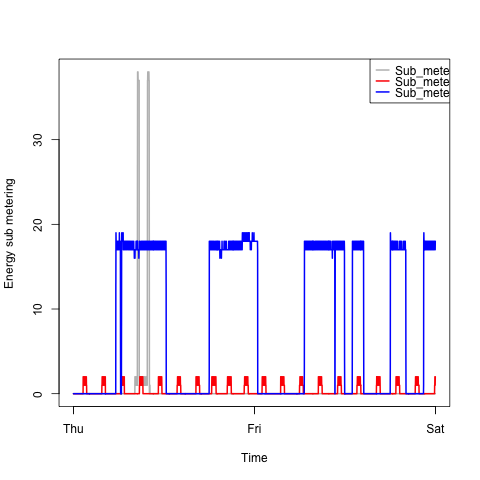 Sub_mete
Sub_mete
Sub_mete
Energy sub metering
30
20
10
0
Thu Fri Sat
Time